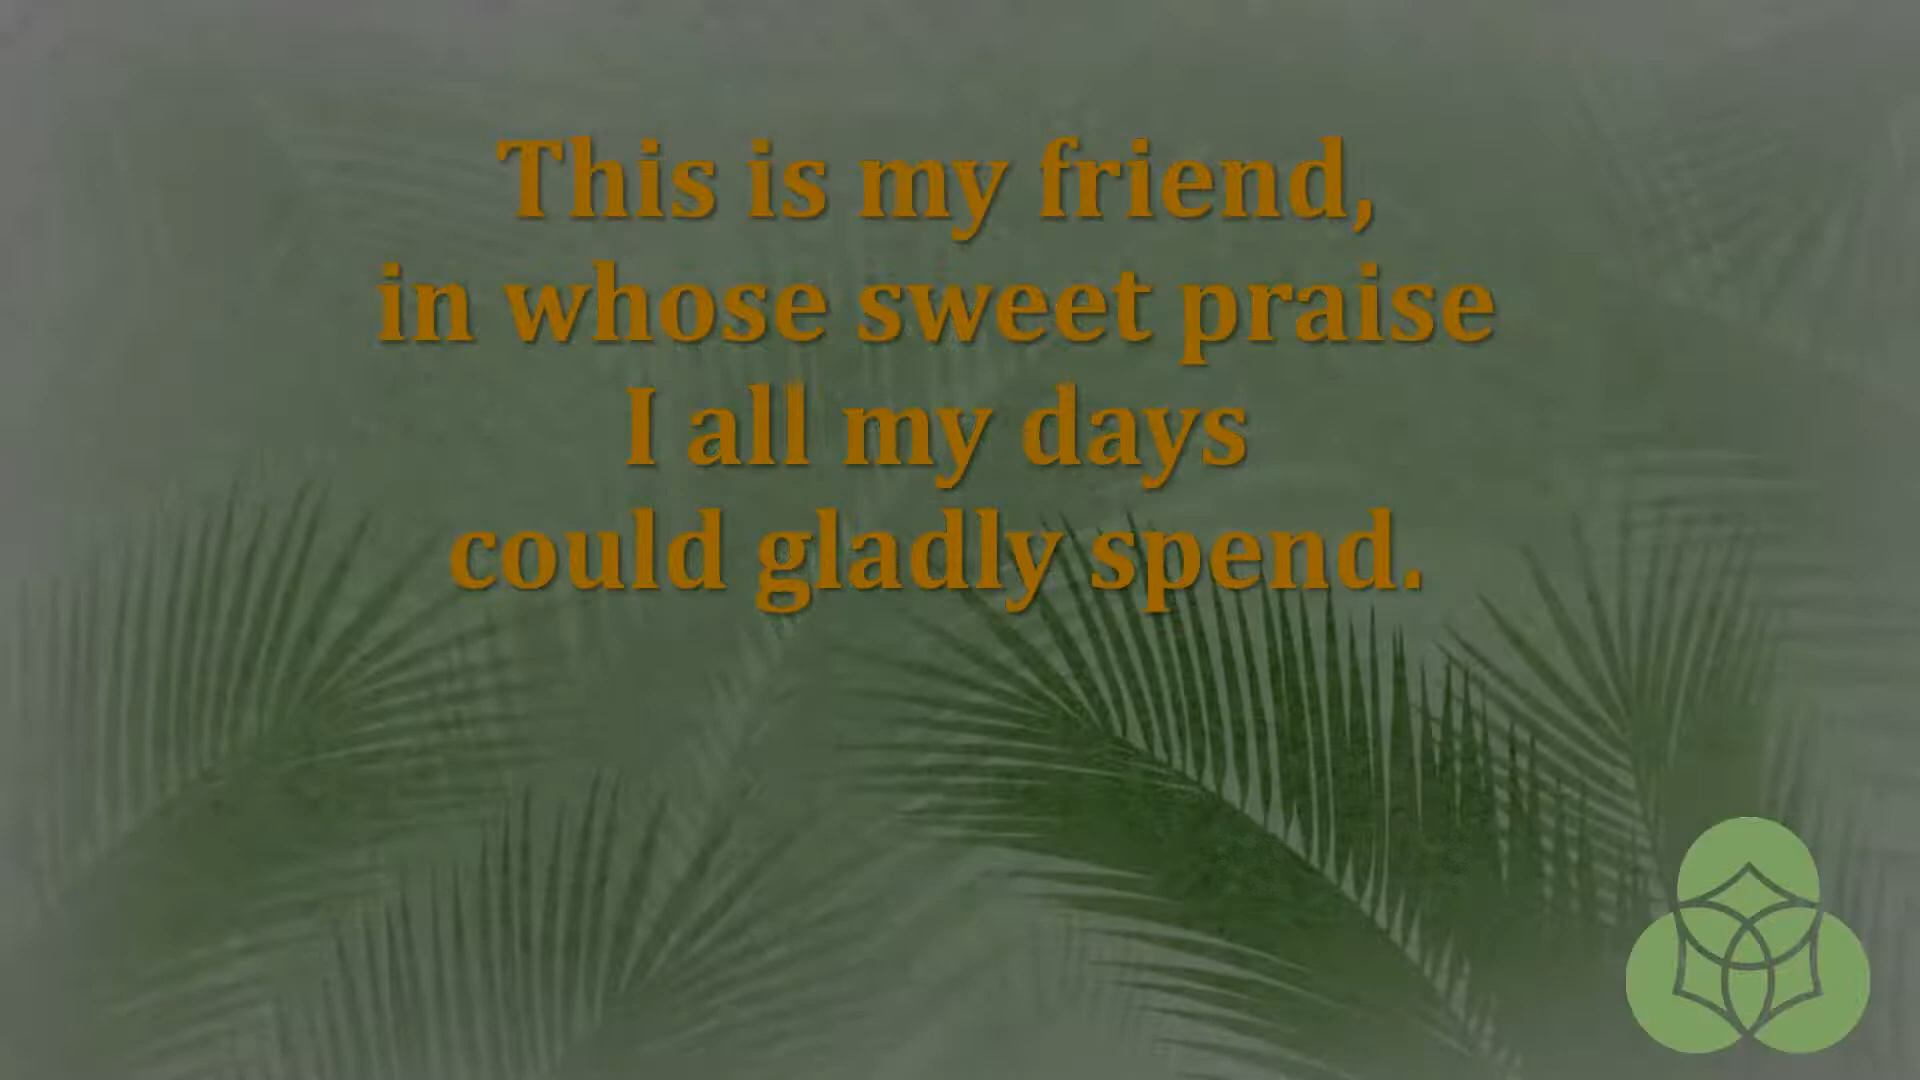 This is my friend,
in whose sweet praise
I all my days
could gladly spend.